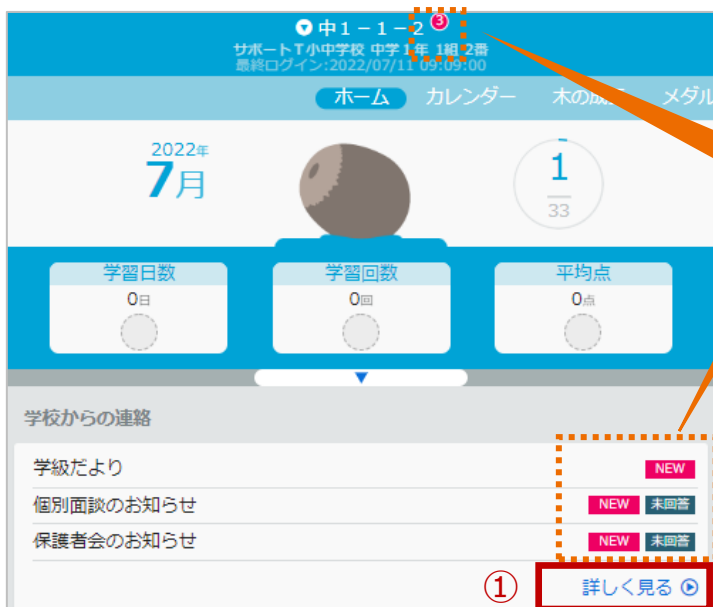 中1－1－2 3
サポートT小中学校 中学1年 1組 2番
最終ログイン:2022/07/11 09:09:00
ホーム カレンダー 木の成 メダル
2022年
7月
1
33
学習日数 学習回数 平均点
0日 0回 0点
学校からの連絡
学級だより NEW
個別面談のお知らせ NEW 未回答
保護者会のお知らせ NEW 未回答
① 詳しく見る